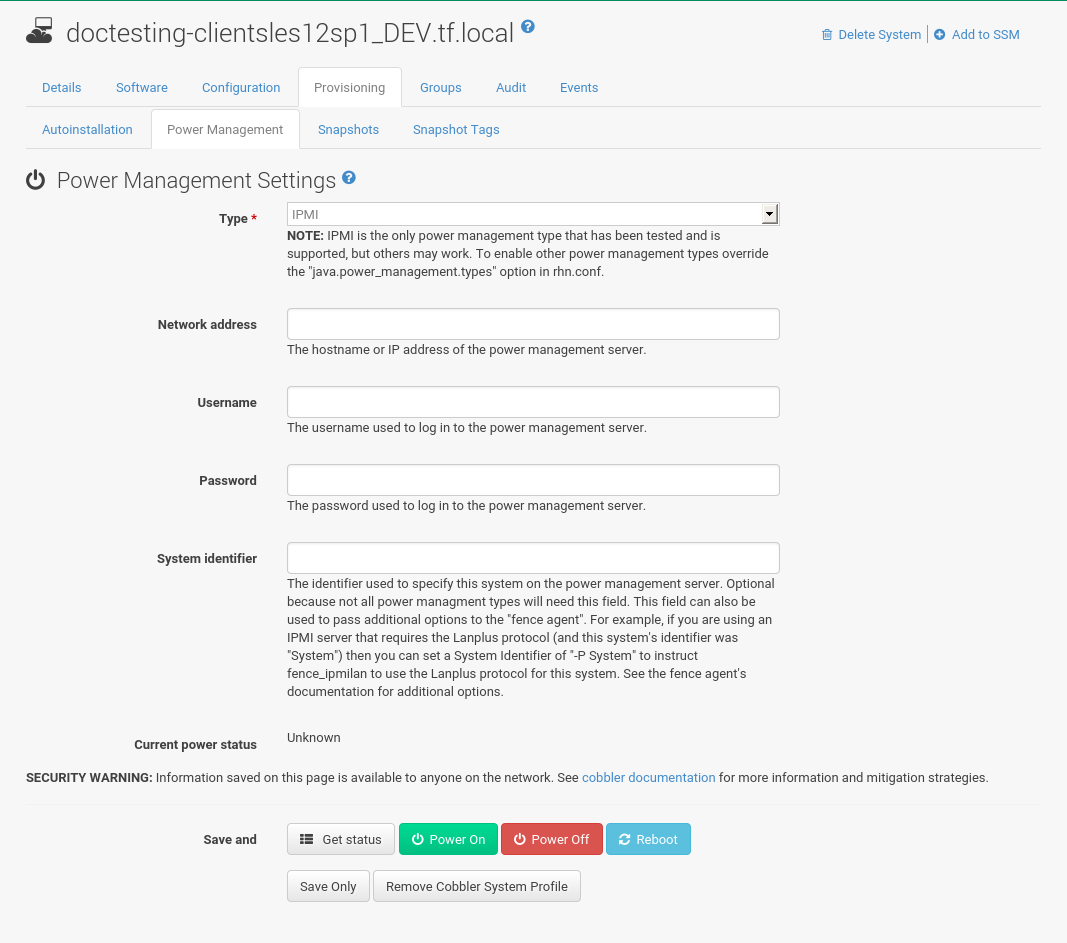 doctesting-clientsles12sp1_DEV.tf.local ?
Delete System | Add to SSM
Details Software Configuration Provisioning Groups Audit Events
Autoinstallation Power Management Snapshots Snapshot Tags
Power Management Settings ?
Type * IPMI
NOTE: IPMI is the only power management type that has been tested and is
supported, but others may work. To enable other power management types override
the "java.power_management.types" option in rhn.conf.
Network address
The hostname or IP address of the power management server.
Username
The username used to log in to the power management server.
Password
The password used to log in to the power management server.
System identifier
The identifier used to specify this system on the power management server. Optional
because not all power managment types will need this field. This field can also be
used to pass additional options to the "fence agent". For example, if you are using an
IPMI server that requires the Lanplus protocol (and this system's identifier was
"System") then you can set a System Identifier of "-P System" to instruct
fence_ipmilan to use the Lanplus protocol for this system. See the fence agent's
documentation for additional options.
Current power status Unknown
SECURITY WARNING: Information saved on this page is available to anyone on the network. See cobbler documentation for more information and mitigation strategies.
Save and Get status Power On Power Off Reboot
Save Only Remove Cobbler System Profile